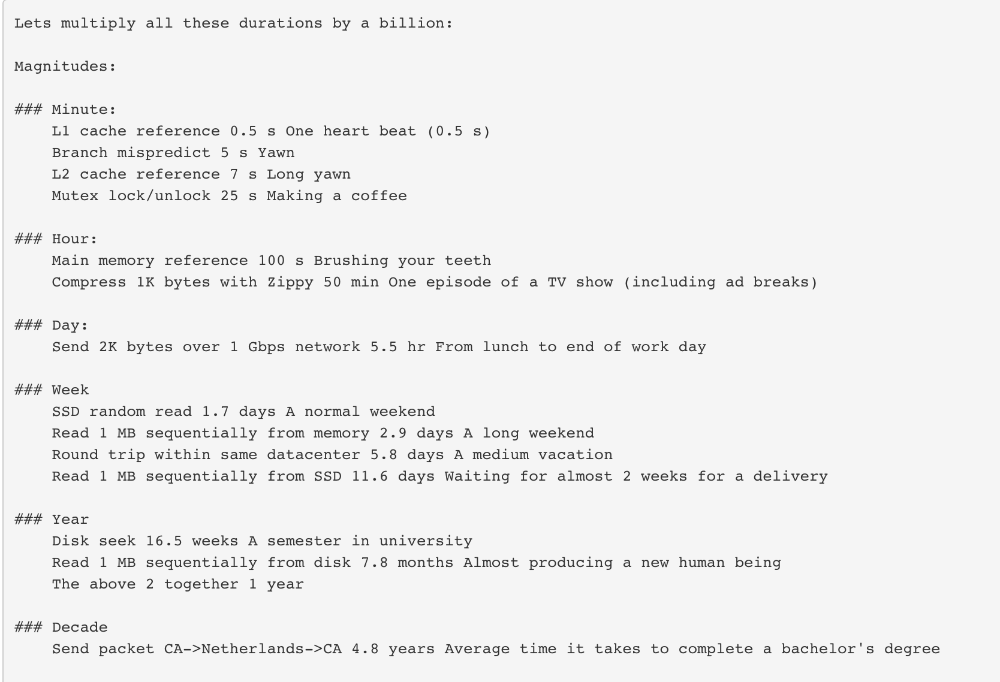 Lets multiply all these durations by a billion:
Magnitudes:
### Minute:
L1 cache reference 0.5 s One heart beat (0.5 s)
Branch mispredict 5 s Yawn
L2 cache reference 7 s Long yawn
Mutex lock/unlock 25 s Making a coffee
### Hour:
Main memory reference 100 s Brushing your teeth
Compress 1K bytes with Zippy 50 min One episode of a TV show (including ad breaks)
### Day:
Send 2K bytes over 1 Gbps network 5.5 hr From lunch to end of work day
### Week
SSD random read 1.7 days A normal weekend
Read 1 MB sequentially from memory 2.9 days A long weekend
Round trip within same datacenter 5.8 days A medium vacation
Read 1 MB sequentially from SSD 11.6 days Waiting for almost 2 weeks for a delivery
### Year
Disk seek 16.5 weeks A semester in university
Read 1 MB sequentially from disk 7.8 months Almost producing a new human being
The above 2 together 1 year
### Decade
Send packet CA->Netherlands->CA 4.8 years Average time it takes to complete a bachelor's degree